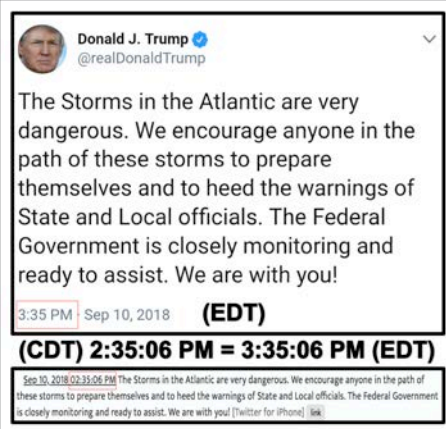 Donald J. Trump
@realDonaldTrump
The Storms in the Atlantic are very
dangerous. We encourage anyone in the
path of these storms to prepare
themselves and to heed the warnings of
State and Local officials. The Federal
Government is closely monitoring and
ready to assist. We are with you!
3:35 PM · Sep 10, 2018 (EDT)
(CDT) 2:35:06 PM = 3:35:06 PM (EDT)
Sep 10, 2018 02:35:06 PM The Storms in the Atlantic are very dangerous. We encourage anyone in the path of
these storms to prepare themselves and to heed the warnings of State and Local officials. The Federal Government
is closely monitoring and ready to assist. We are with you! [Twitter for iPhone] link